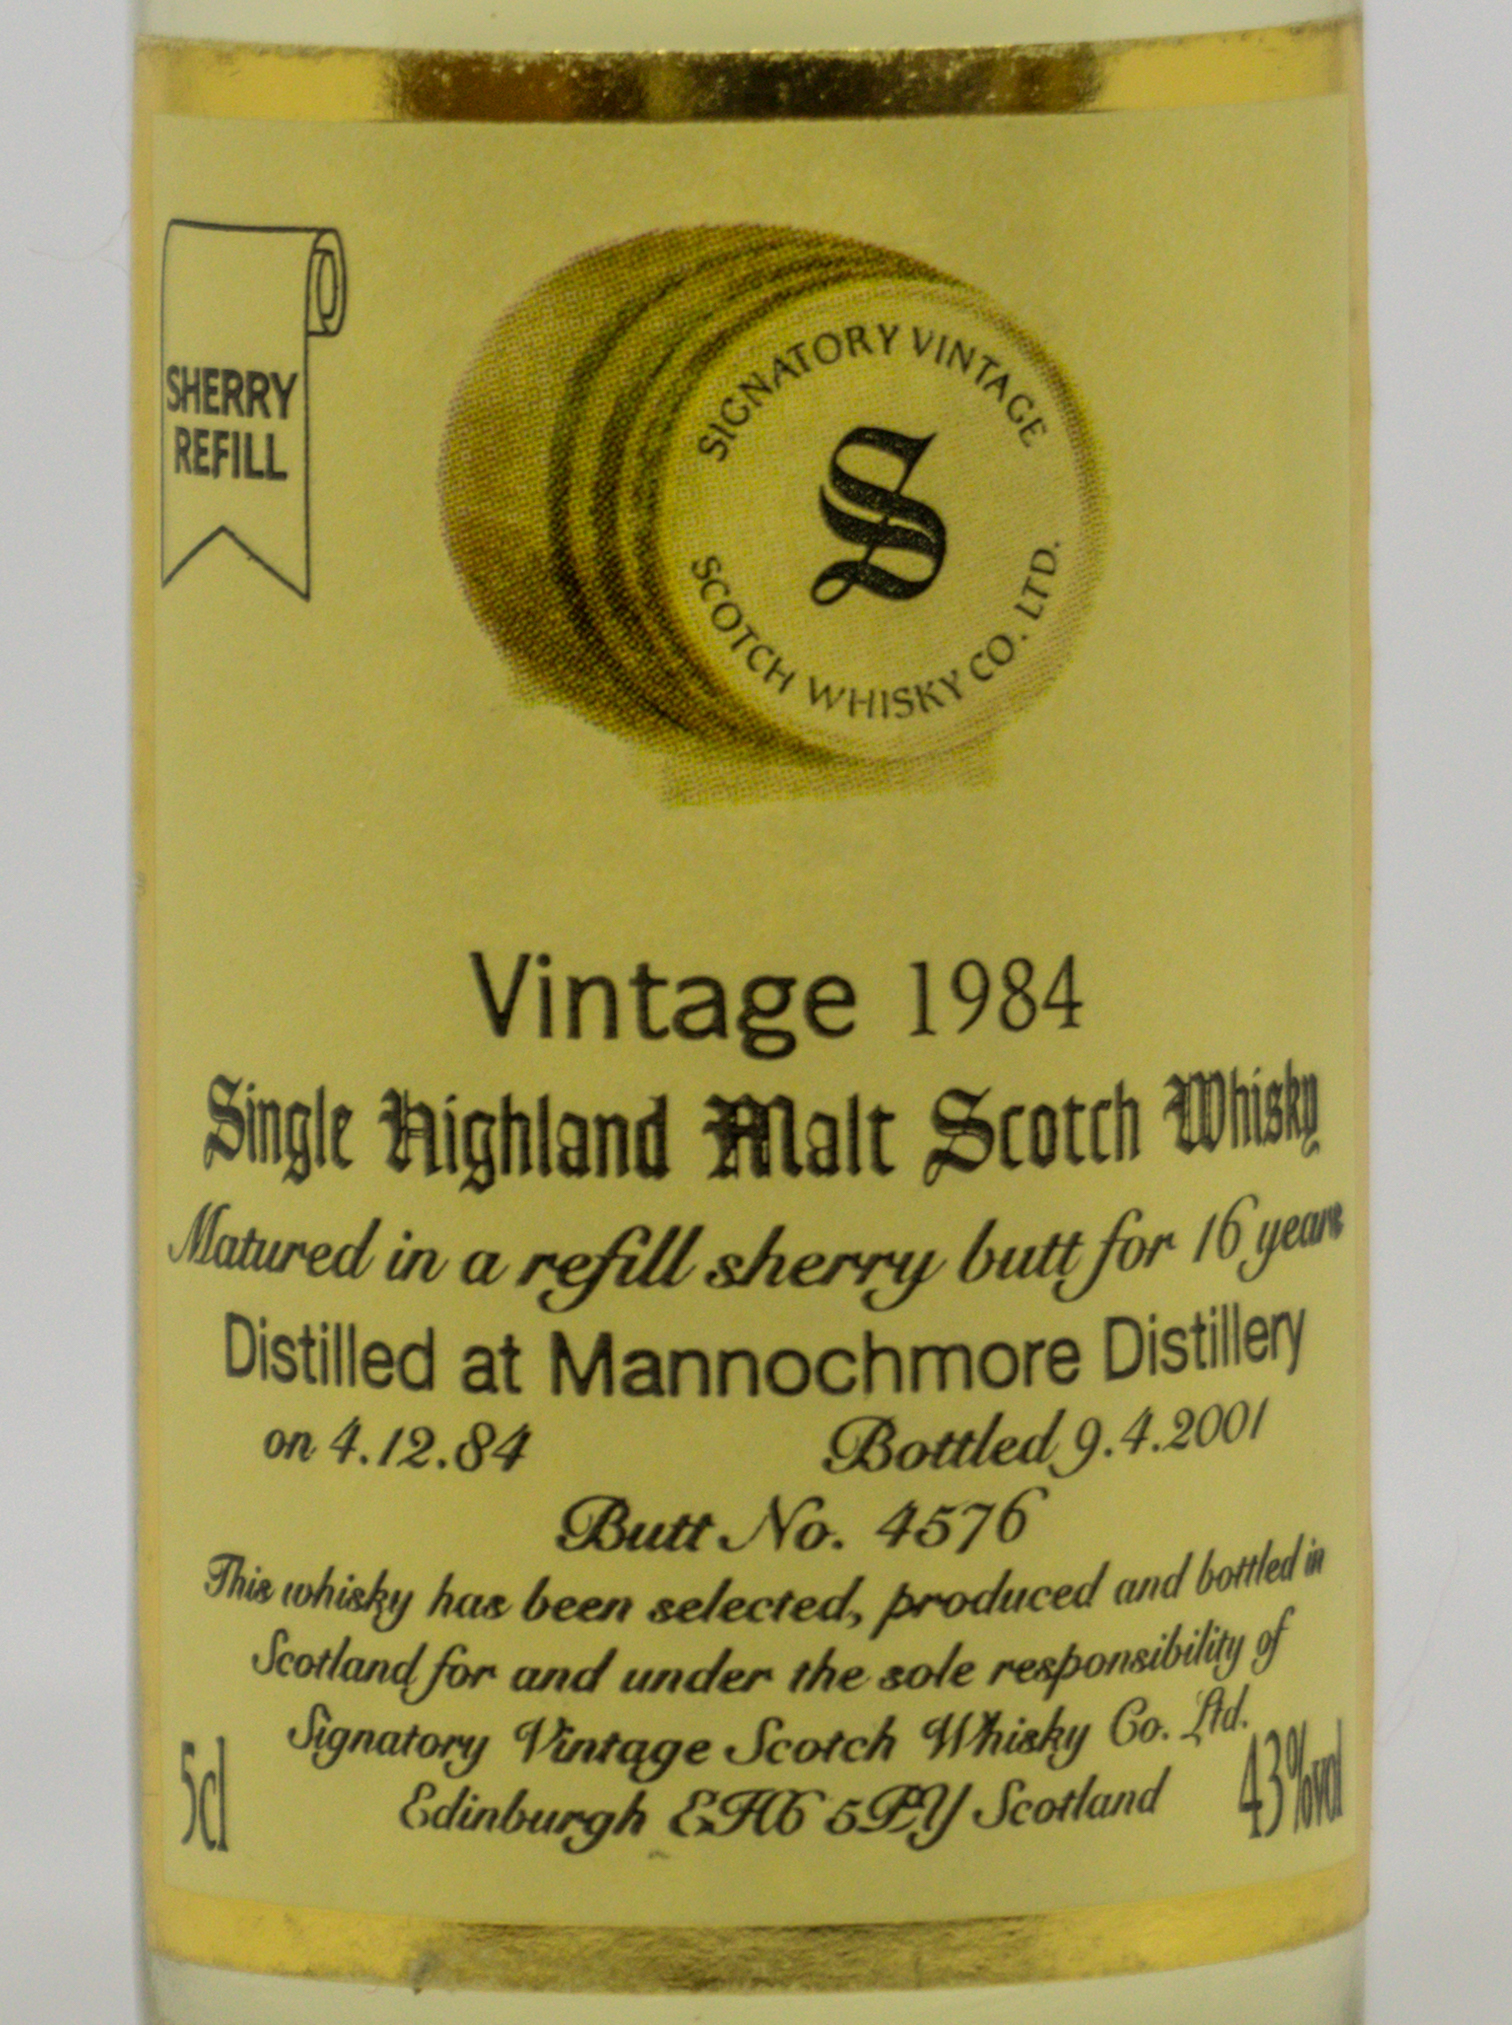 SHERRY
REFILL
SIGNATORY VINTAGE
S
SCOTCH WHISKY CO. LTD.
Vintage 1984
Single Highland Malt Scotch Whisky
Matured in a refill sherry butt for 16 years
Distilled at Mannochmore Distillery
on 4.12.84 Bottled 9.4.2001
Butt No. 4576
This whisky has been selected, produced and bottled in
Scotland for and under the sole responsibility of
Signatory Vintage Scotch Whisky Co. Ltd.
Edinburgh EH6 5PY Scotland
5cl 43%vol